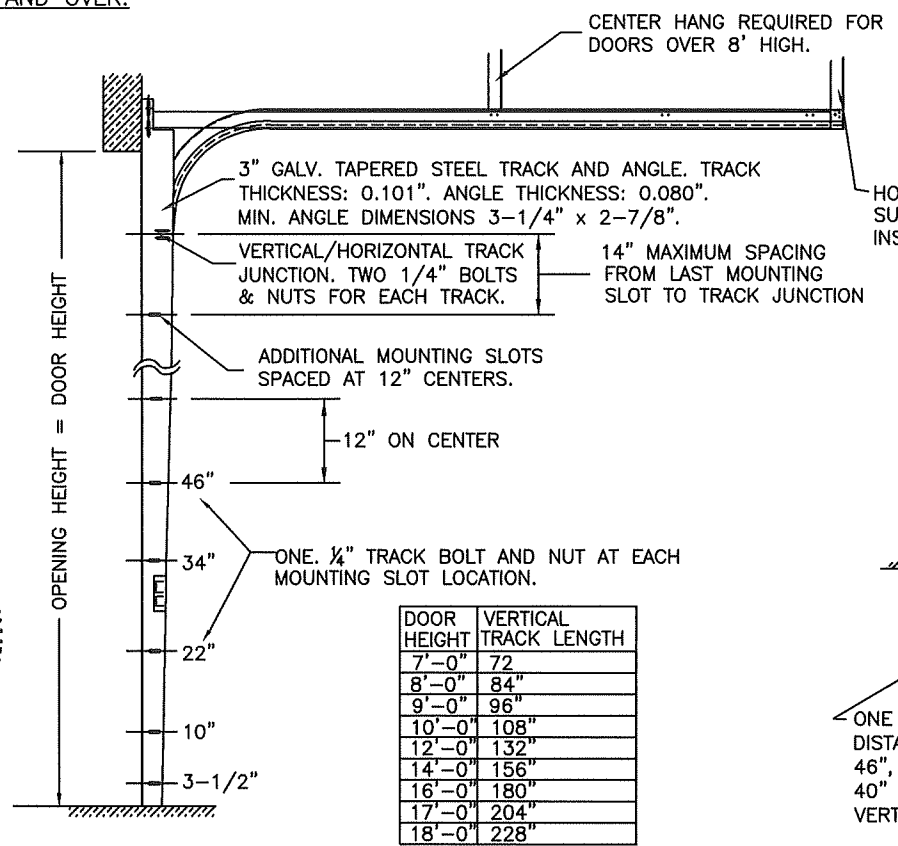 AND OVER.
CENTER HANG REQUIRED FOR
DOORS OVER 8' HIGH.
3" GALV. TAPERED STEEL TRACK AND ANGLE. TRACK
THICKNESS: 0.101". ANGLE THICKNESS: 0.080".
MIN. ANGLE DIMENSIONS 3-1/4" x 2-7/8".
HO
SU
INS
VERTICAL/HORIZONTAL TRACK
JUNCTION. TWO 1/4" BOLTS
& NUTS FOR EACH TRACK.
14" MAXIMUM SPACING
FROM LAST MOUNTING
SLOT TO TRACK JUNCTION
ADDITIONAL MOUNTING SLOTS
SPACED AT 12" CENTERS.
OPENING HEIGHT = DOOR HEIGHT
12" ON CENTER
46"
34"
ONE. ¼" TRACK BOLT AND NUT AT EACH
MOUNTING SLOT LOCATION.
22"
10"
3-1/2"
DOOR HEIGHT VERTICAL TRACK LENGTH
7'-0" 72
8'-0" 84"
9'-0" 96"
10'-0" 108"
12'-0" 132"
14'-0" 156"
16'-0" 180"
17'-0" 204"
18'-0" 228"
ONE
DISTA
46",
40"
VERT